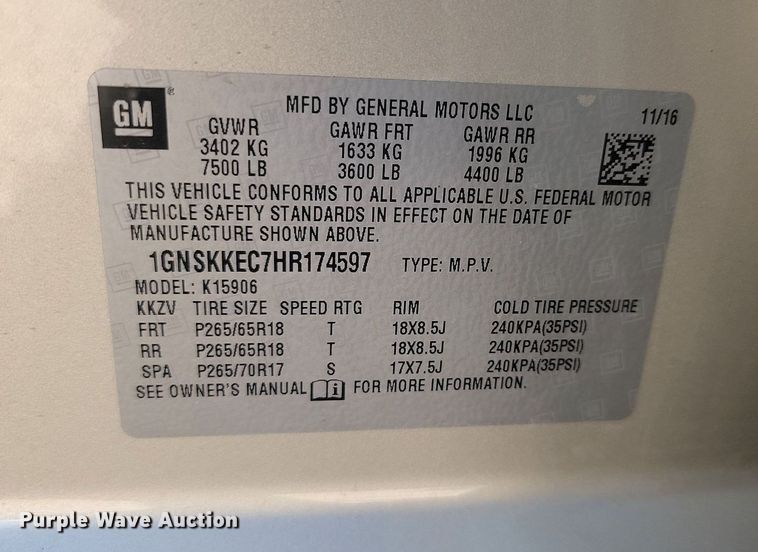 GM® MFD BY GENERAL MOTORS LLC 11/16
GVWR GAWR FRT GAWR RR
3402 KG 1633 KG 1996 KG
7500 LB 3600 LB 4400 LB
THIS VEHICLE CONFORMS TO ALL APPLICABLE U.S. FEDERAL MOTOR
VEHICLE SAFETY STANDARDS IN EFFECT ON THE DATE OF
MANUFACTURE SHOWN ABOVE.
1GNSKKEC7HR174597 TYPE: M.P.V.
MODEL: K15906
KKZV TIRE SIZE SPEED RTG RIM COLD TIRE PRESSURE
FRT P265/65R18 T 18X8.5J 240KPA(35PSI)
RR P265/65R18 T 18X8.5J 240KPA(35PSI)
SPA P265/70R17 S 17X7.5J 240KPA(35PSI)
SEE OWNER'S MANUAL FOR MORE INFORMATION.
Purple Wave Auction